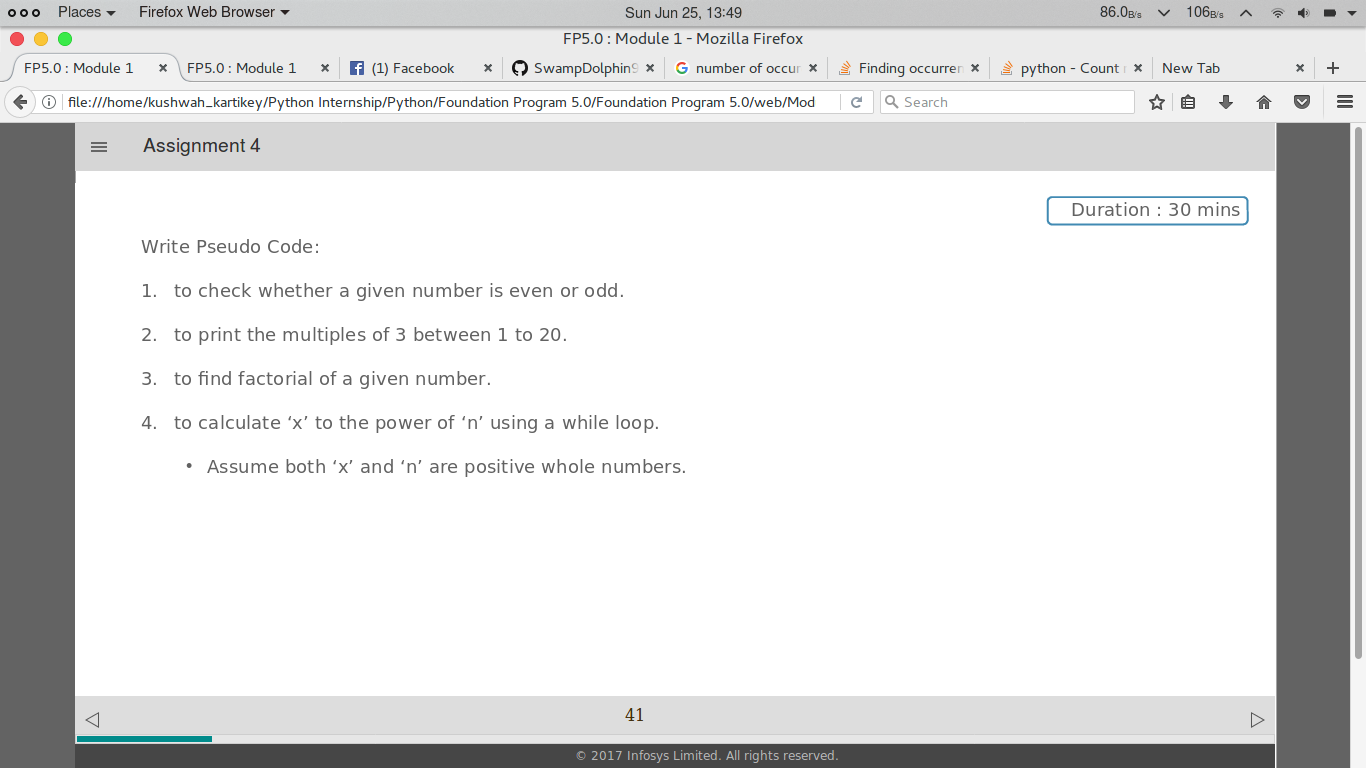 Places
Firefox Web Browser
Sun Jun 25, 13:49
86.0B/s
106B/s
FP5.0 : Module 1 - Mozilla Firefox
FP5.0 : Module 1
FP5.0 : Module 1
(1) Facebook
SwampDolphin9
number of occur
Finding occurren
python - Count
New Tab
file:///home/kushwah_kartikey/Python Internship/Python/Foundation Program 5.0/Foundation Program 5.0/web/Mod
Search
Assignment 4
Duration : 30 mins
Write Pseudo Code:
1. to check whether a given number is even or odd.
2. to print the multiples of 3 between 1 to 20.
3. to find factorial of a given number.
4. to calculate ‘x’ to the power of ‘n’ using a while loop.
• Assume both ‘x’ and ‘n’ are positive whole numbers.
41
© 2017 Infosys Limited. All rights reserved.